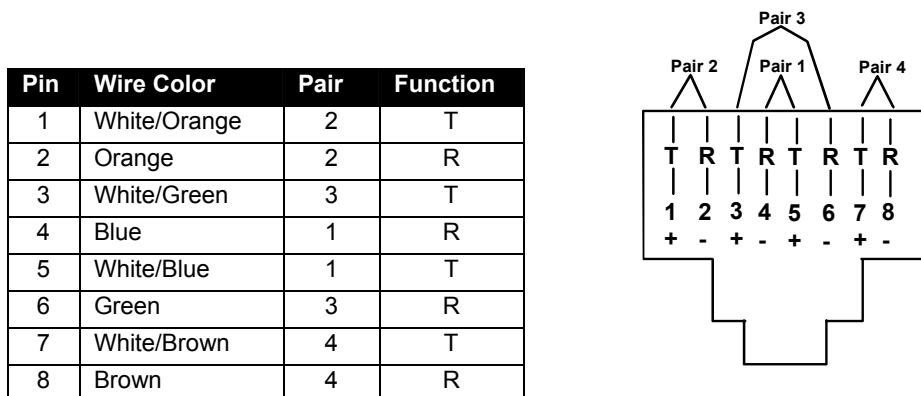 Pin Wire Color Pair Function
1 White/Orange 2 T
2 Orange 2 R
3 White/Green 3 T
4 Blue 1 R
5 White/Blue 1 T
6 Green 3 R
7 White/Brown 4 T
8 Brown 4 R
Pair 3
Pair 2 Pair 1 Pair 4
T R T R T R T R
1 2 3 4 5 6 7 8
+ - + - + - + -